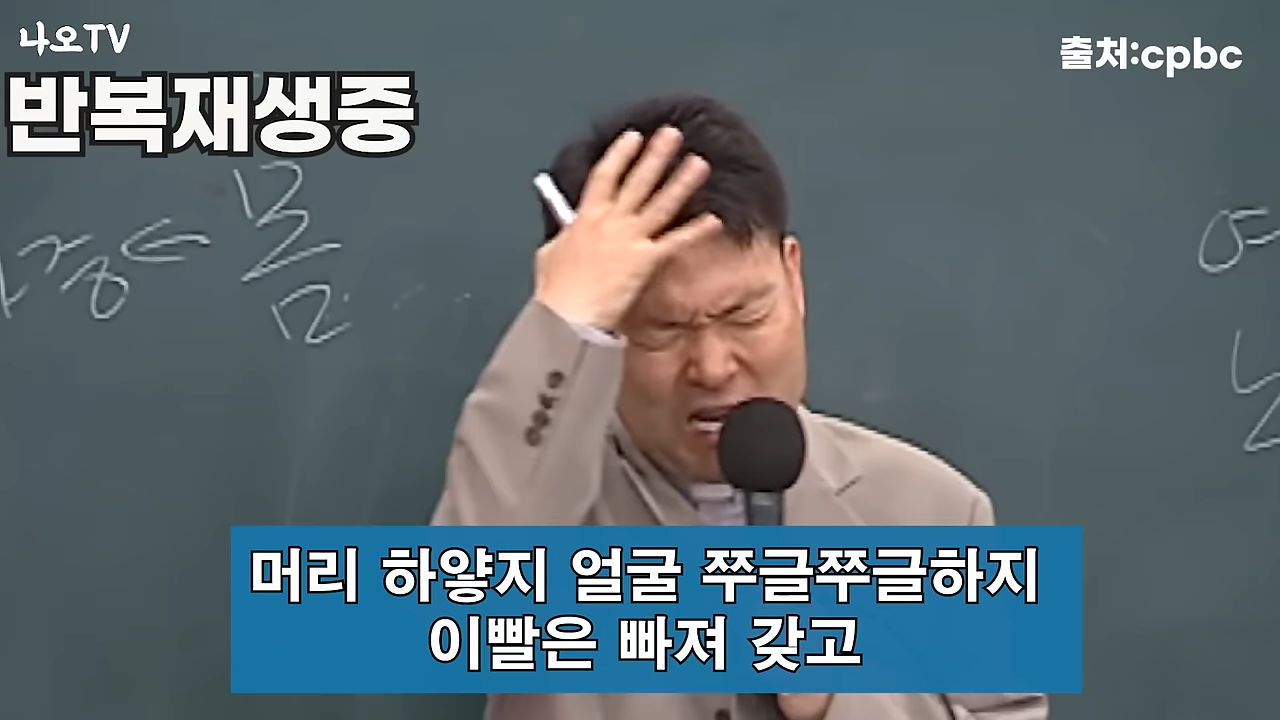 나오TV
출처:cpbc
반복재생중
몸
머리 하얗지 얼굴 쭈글쭈글하지
이빨은 빠져 갖고